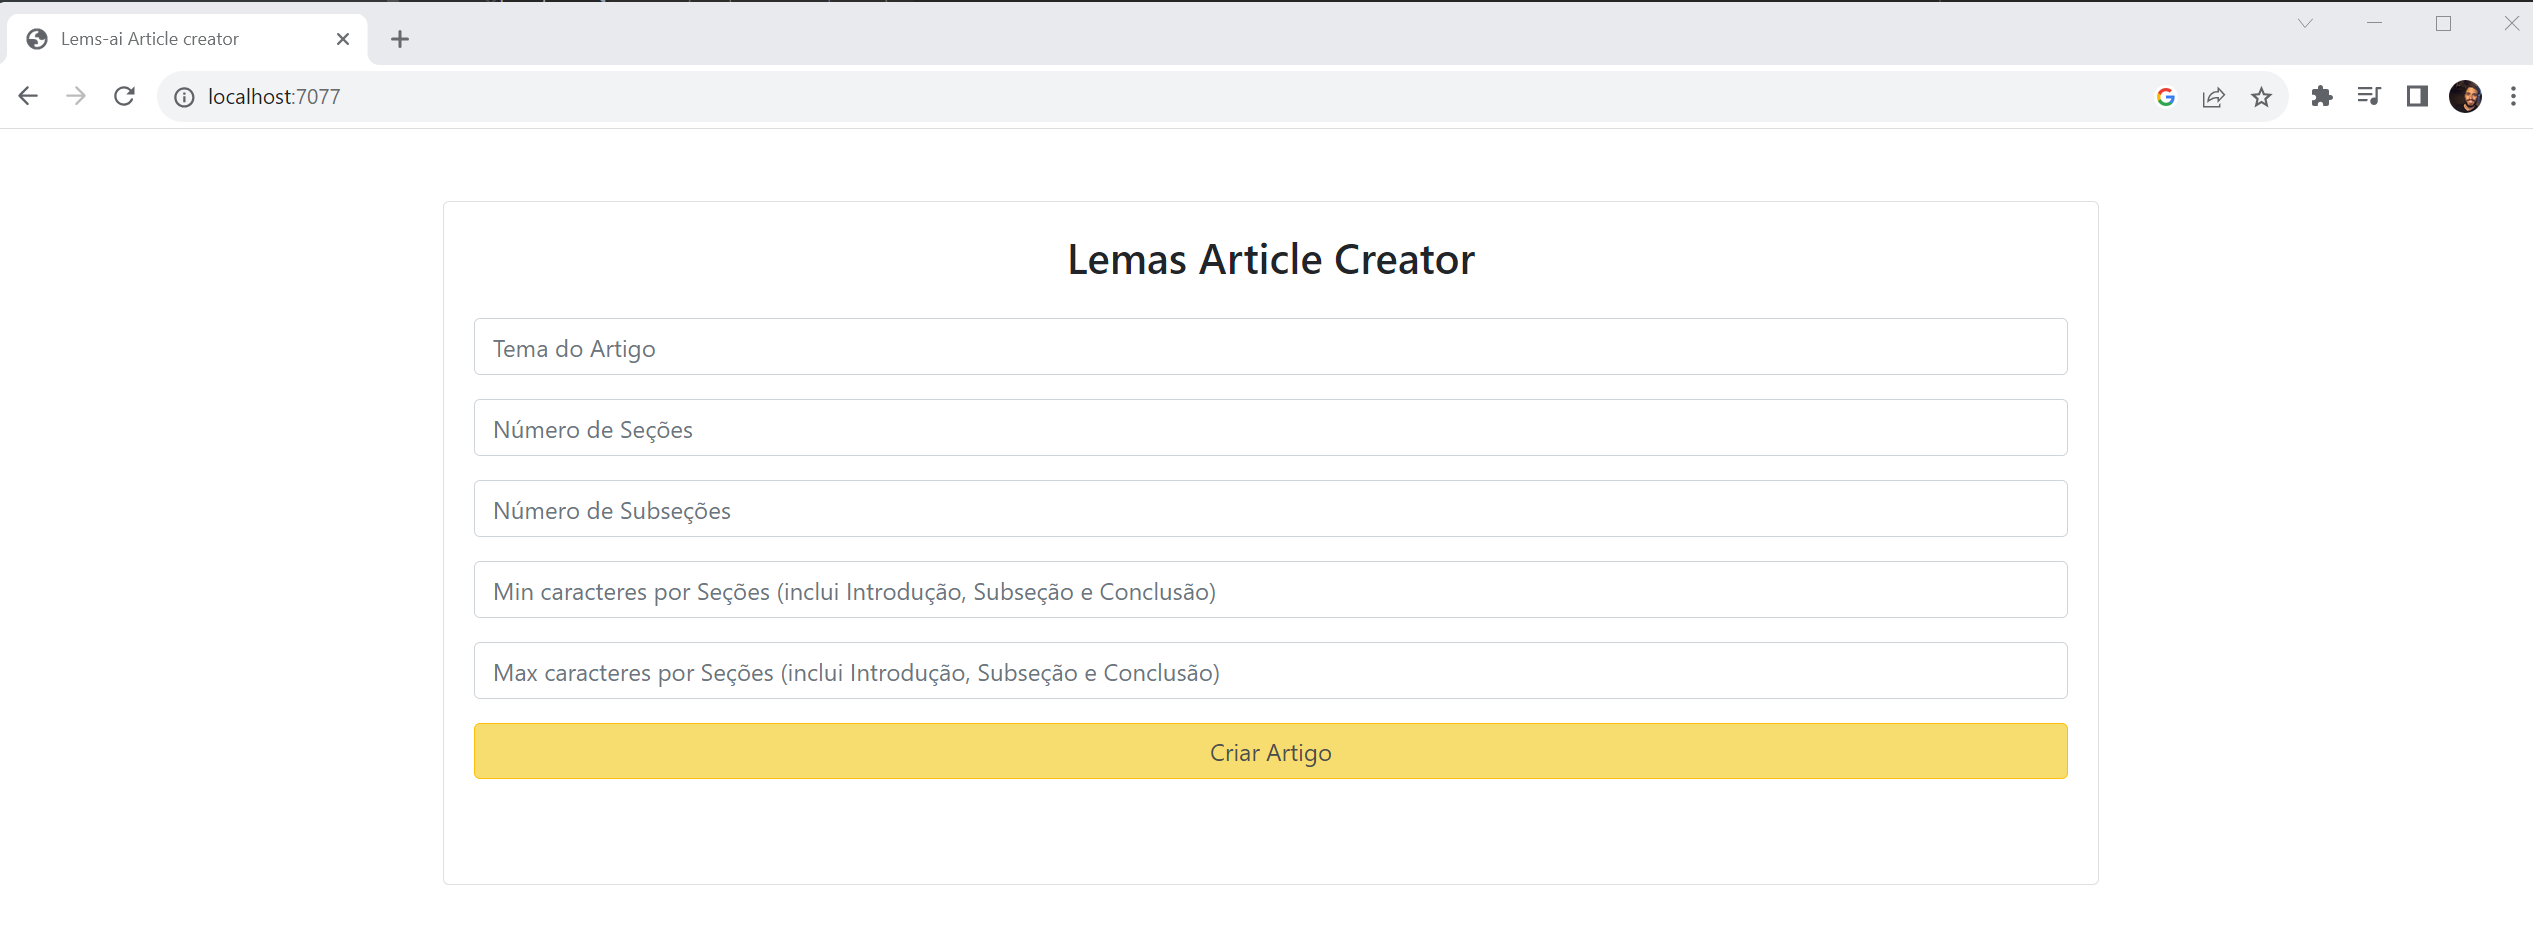 Lems-ai Article creator
localhost:7077
Lemas Article Creator
Tema do Artigo
Número de Seções
Número de Subseções
Min caracteres por Seções (inclui Introdução, Subseção e Conclusão)
Max caracteres por Seções (inclui Introdução, Subseção e Conclusão)
Criar Artigo